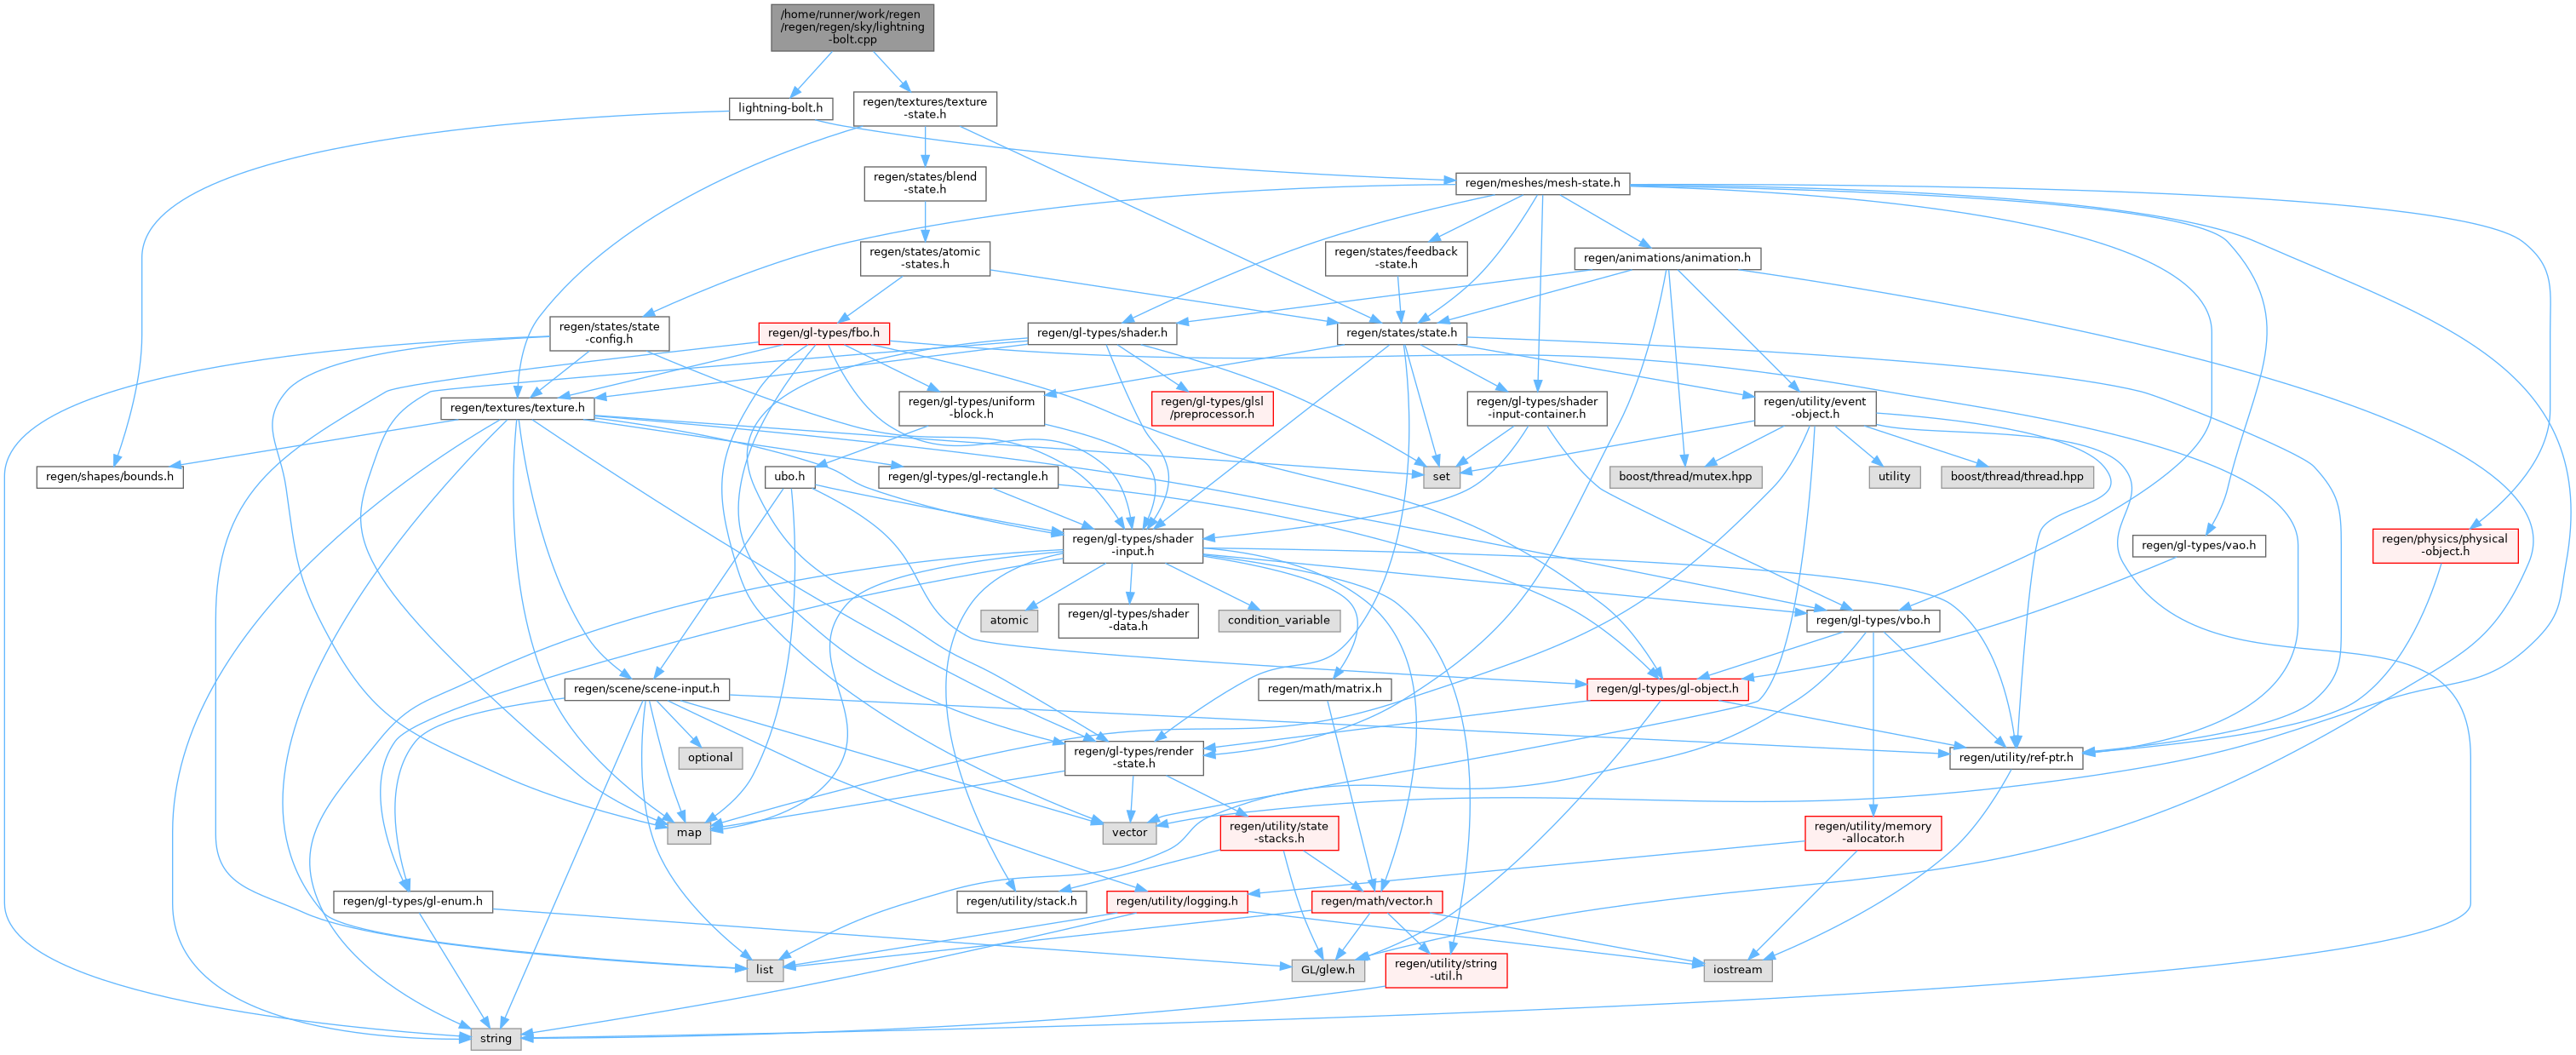 /home/runner/work/regen
/regen/regen/sky/lightning
-bolt.cpp
lightning-bolt.h
regen/textures/texture
-state.h
regen/states/blend
-state.h
regen/meshes/mesh-state.h
regen/states/atomic
-states.h
regen/states/feedback
-state.h
regen/animations/animation.h
regen/states/state
-config.h
regen/gl-types/fbo.h
regen/gl-types/shader.h
regen/states/state.h
regen/textures/texture.h
regen/gl-types/uniform
-block.h
regen/gl-types/glsl
/preprocessor.h
regen/gl-types/shader
-input-container.h
regen/utility/event
-object.h
regen/shapes/bounds.h
ubo.h
regen/gl-types/gl-rectangle.h
set
boost/thread/mutex.hpp
utility
boost/thread/thread.hpp
regen/gl-types/shader
-input.h
regen/gl-types/vao.h
regen/physics/physical
-object.h
atomic
regen/gl-types/shader
-data.h
condition_variable
regen/gl-types/vbo.h
regen/scene/scene-input.h
regen/math/matrix.h
regen/gl-types/gl-object.h
optional
regen/gl-types/render
-state.h
regen/utility/ref-ptr.h
map
vector
regen/utility/state
-stacks.h
regen/utility/memory
-allocator.h
regen/gl-types/gl-enum.h
regen/utility/stack.h
regen/utility/logging.h
regen/math/vector.h
list
GL/glew.h
regen/utility/string
-util.h
iostream
string